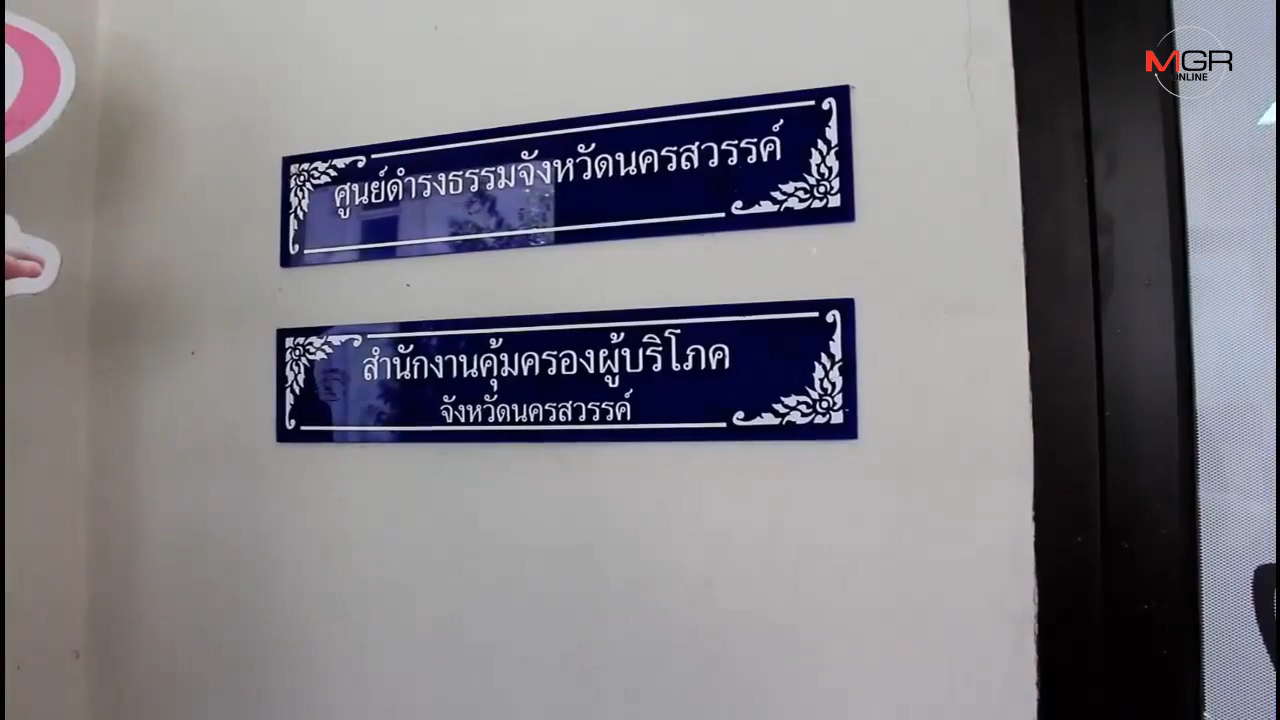 MGR
ONLINE
ศูนย์ดำรงธรรมจังหวัดนครสวรรค์
สำนักงานคุ้มครองผู้บริโภค
จังหวัดนครสวรรค์